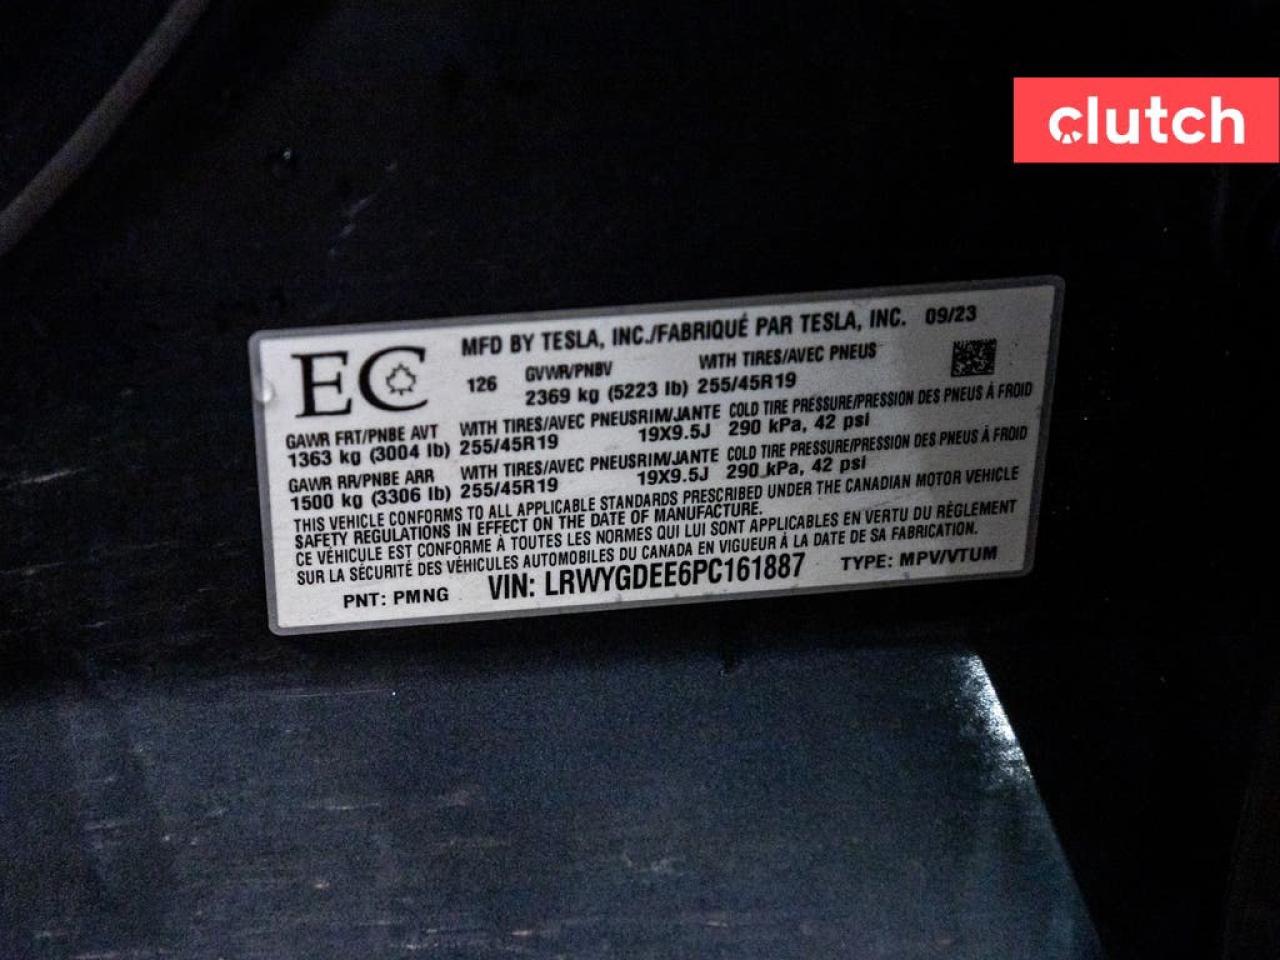 clutch
MFD BY TESLA, INC./FABRIQUÉ PAR TESLA, INC. 09/23
EC
126
GVWR/PNBV WITH TIRES/AVEC PNEUS
2369 kg (5223 lb) 255/45R19
GAWR FRT/PNBE AVT WITH TIRES/AVEC PNEUSRIM/JANTE COLD TIRE PRESSURE/PRESSION DES PNEUS À FROID
1363 kg (3004 lb) 255/45R19 19X9.5J 290 kPa, 42 psi
GAWR RR/PNBE ARR WITH TIRES/AVEC PNEUSRIM/JANTE COLD TIRE PRESSURE/PRESSION DES PNEUS À FROID
1500 kg (3306 lb) 255/45R19 19X9.5J 290 kPa, 42 psi
THIS VEHICLE CONFORMS TO ALL APPLICABLE STANDARDS PRESCRIBED UNDER THE CANADIAN MOTOR VEHICLE
SAFETY REGULATIONS IN EFFECT ON THE DATE OF MANUFACTURE.
CE VÉHICULE EST CONFORME À TOUTES LES NORMES QUI LUI SONT APPLICABLES EN VERTU DU RÈGLEMENT
SUR LA SÉCURITÉ DES VÉHICULES AUTOMOBILES DU CANADA EN VIGUEUR À LA DATE DE SA FABRICATION.
PNT: PMNG VIN: LRWYGDEE6PC161887 TYPE: MPV/VTUM